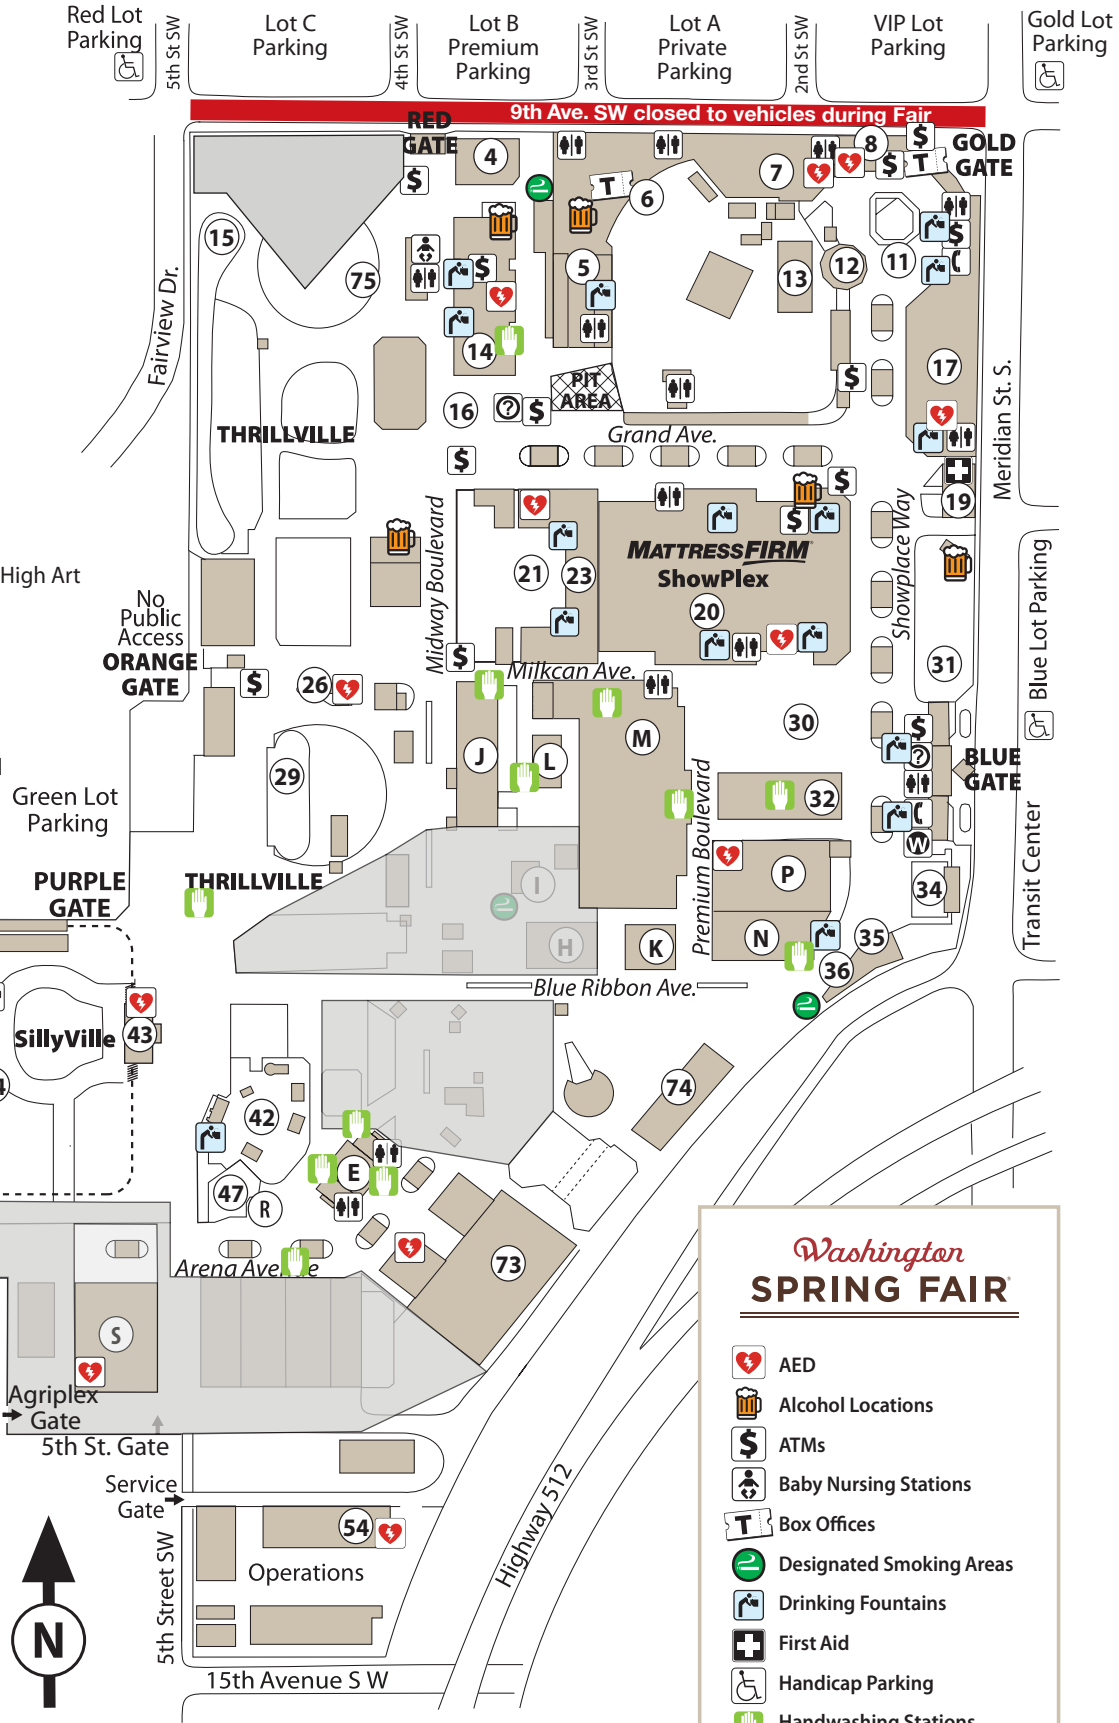 Red Lot
Parking
5th St SW
Lot C
Parking
4th St SW
Lot B
Premium
Parking
3rd St SW
Lot A
Private
Parking
2nd St SW
VIP Lot
Parking
Gold Lot
Parking
9th Ave. SW closed to vehicles during Fair
RED
GATE
4
$
T
6
7
8
$
$
T
GOLD
GATE
15
75
Fairview Dr.
$
5
13
12
11
$
14
16
?
$
PIT
AREA
$
17
Meridian St. S.
THRILLVILLE
Grand Ave.
$
$
$
19
Midway Boulevard
21
23
MATTRESSFIRM
ShowPlex
20
Showplace Way
High Art
No
Public
Access
ORANGE
GATE
$
26
$
Milkcan Ave.
31
Blue Lot Parking
J
L
M
30
$
?
BLUE
GATE
29
Premium Boulevard
32
W
Green Lot
Parking
PURPLE
GATE
THRILLVILLE
I
H
K
P
N
34
35
36
Transit Center
Blue Ribbon Ave.
SillyVille
43
4
42
74
47
R
E
73
Arena Avenue
S
Agriplex
Gate
5th St. Gate
Service
Gate
54
Operations
5th Street SW
Highway 512
15th Avenue S W
N
Washington
SPRING FAIR
AED
Alcohol Locations
$
ATMs
Baby Nursing Stations
T
Box Offices
Designated Smoking Areas
Drinking Fountains
First Aid
Handicap Parking
Handwashing Stations